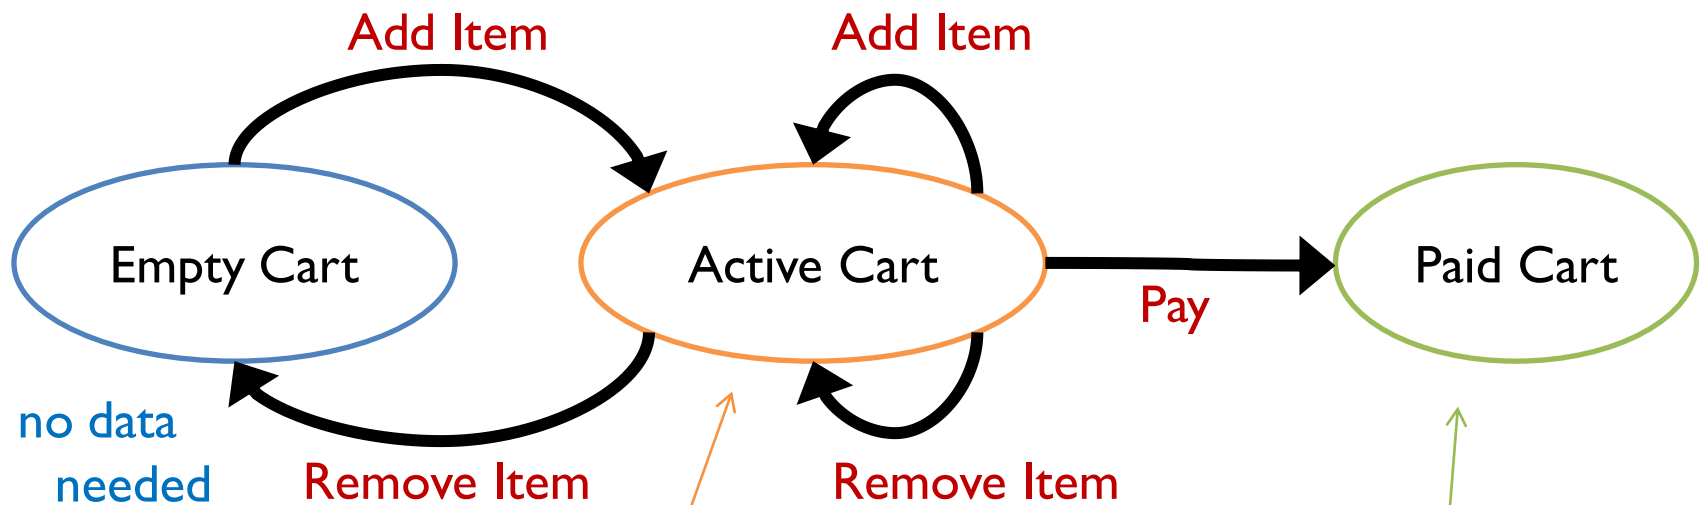 Add Item
Add Item
Empty Cart
Active Cart
Paid Cart
Pay
no data
needed
Remove Item
Remove Item